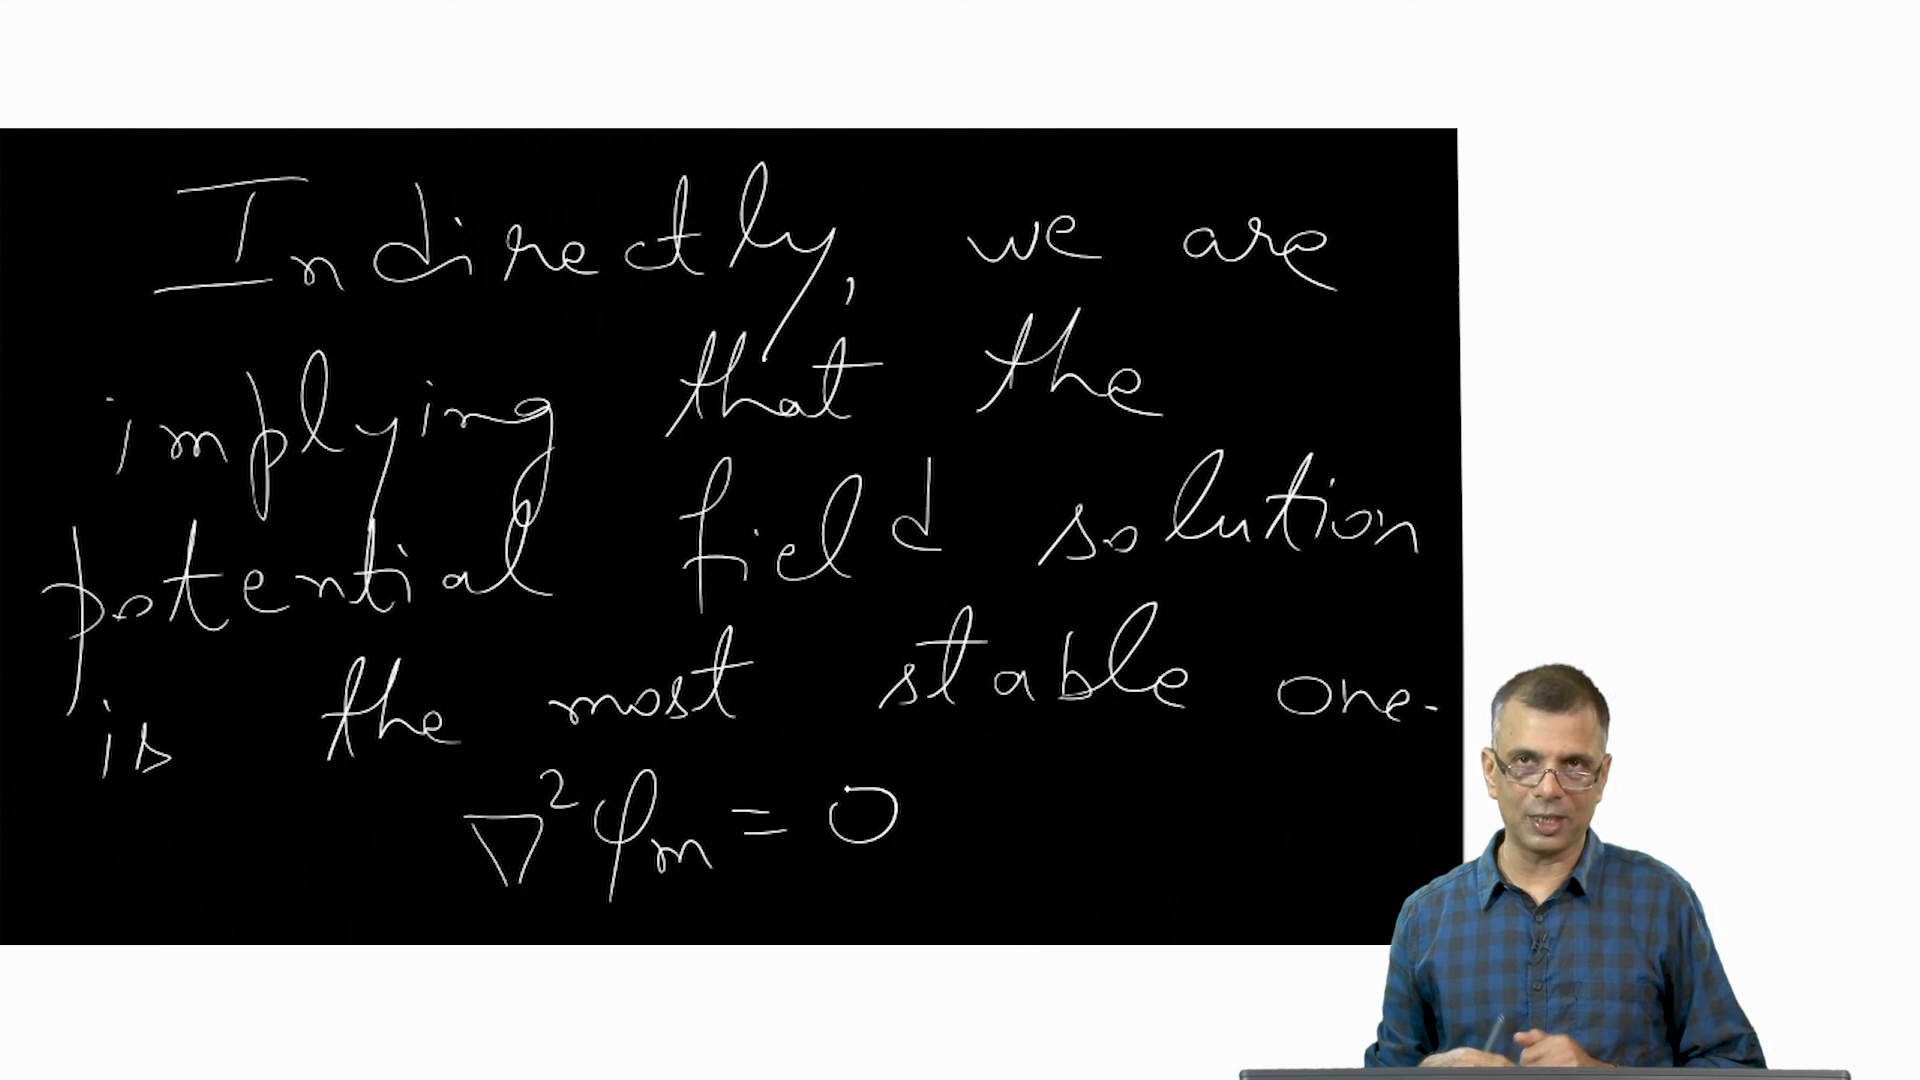 Indirectly, we are
implying that the
potential field solution
is the most stable one.
∇²φₘ = 0